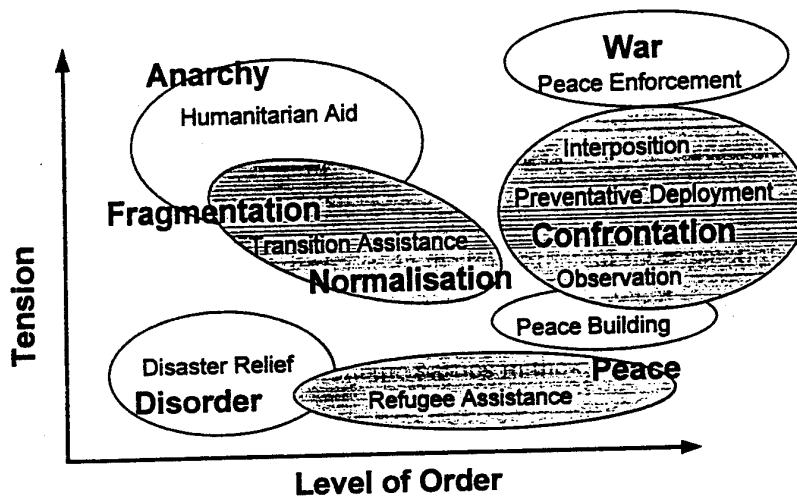 War
Peace Enforcement
Anarchy
Humanitarian Aid
Interposition
Preventative Deployment
Confrontation
Observation
Fragmentation
Transition Assistance
Normalisation
Peace Building
Disaster Relief
Disorder
Peace
Refugee Assistance
Tension
Level of Order